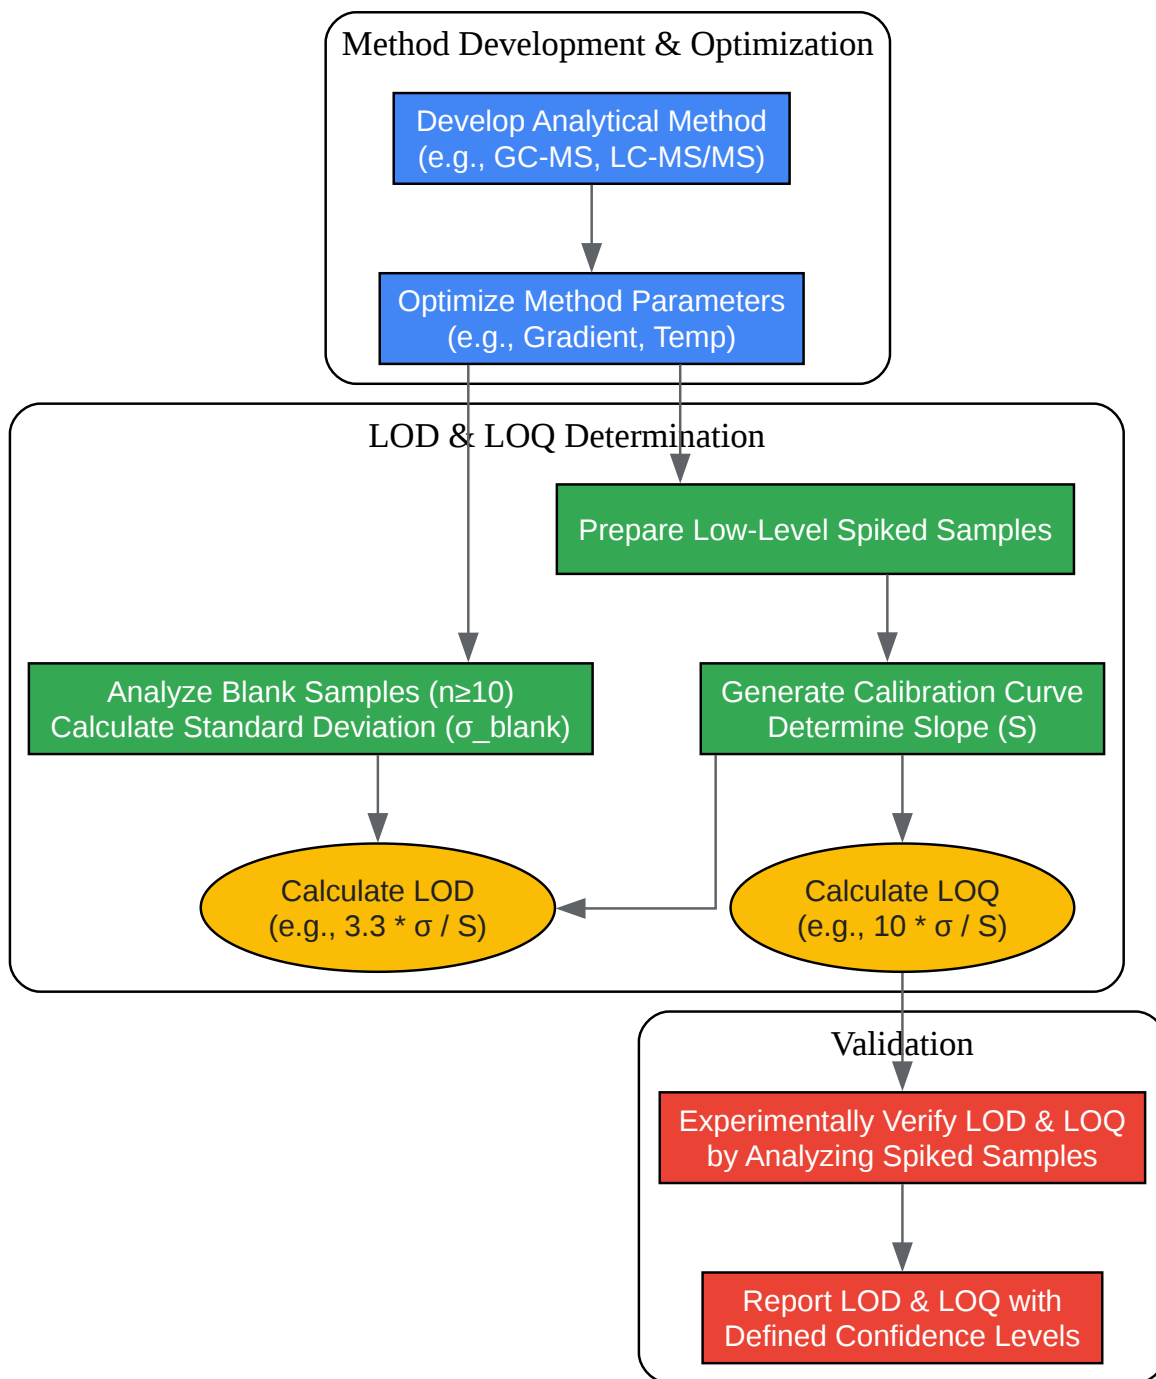 Method Development & Optimization
Develop Analytical Method
(e.g., GC-MS, LC-MS/MS)
Optimize Method Parameters
(e.g., Gradient, Temp)
LOD & LOQ Determination
Prepare Low-Level Spiked Samples
Analyze Blank Samples (n≥10)
Calculate Standard Deviation (σ_blank)
Generate Calibration Curve
Determine Slope (S)
Calculate LOD
(e.g., 3.3 * σ / S)
Calculate LOQ
(e.g., 10 * σ / S)
Validation
Experimentally Verify LOD & LOQ
by Analyzing Spiked Samples
Report LOD & LOQ with
Defined Confidence Levels